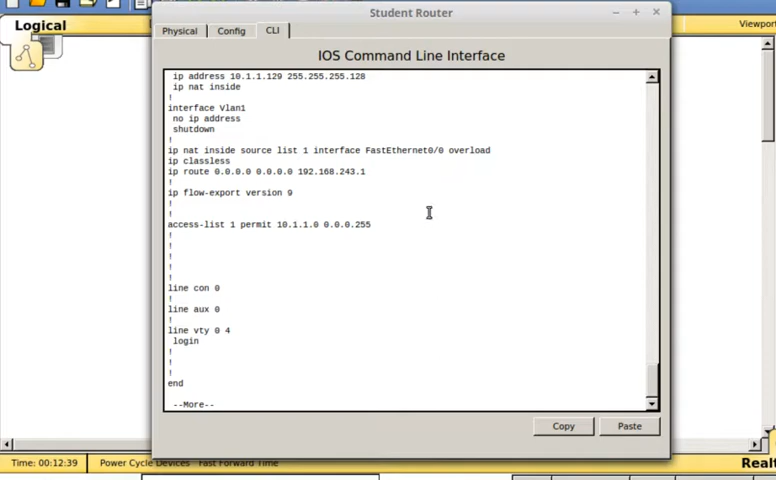 Student Router
Logical
Physical
Config
CLI
Viewport
IOS Command Line Interface
ip address 10.1.1.129 255.255.255.128
ip nat inside
!
interface Vlan1
no ip address
shutdown
!
ip nat inside source list 1 interface FastEthernet0/0 overload
ip classless
ip route 0.0.0.0 0.0.0.0 192.168.243.1
!
ip flow-export version 9
!
!
access-list 1 permit 10.1.1.0 0.0.0.255
!
!
!
!
!
line con 0
!
line aux 0
!
line vty 0 4
login
!
!
!
end
--More--
Copy
Paste
Time: 00:12:39
Power Cycle Devices Fast Forward Time
Realt